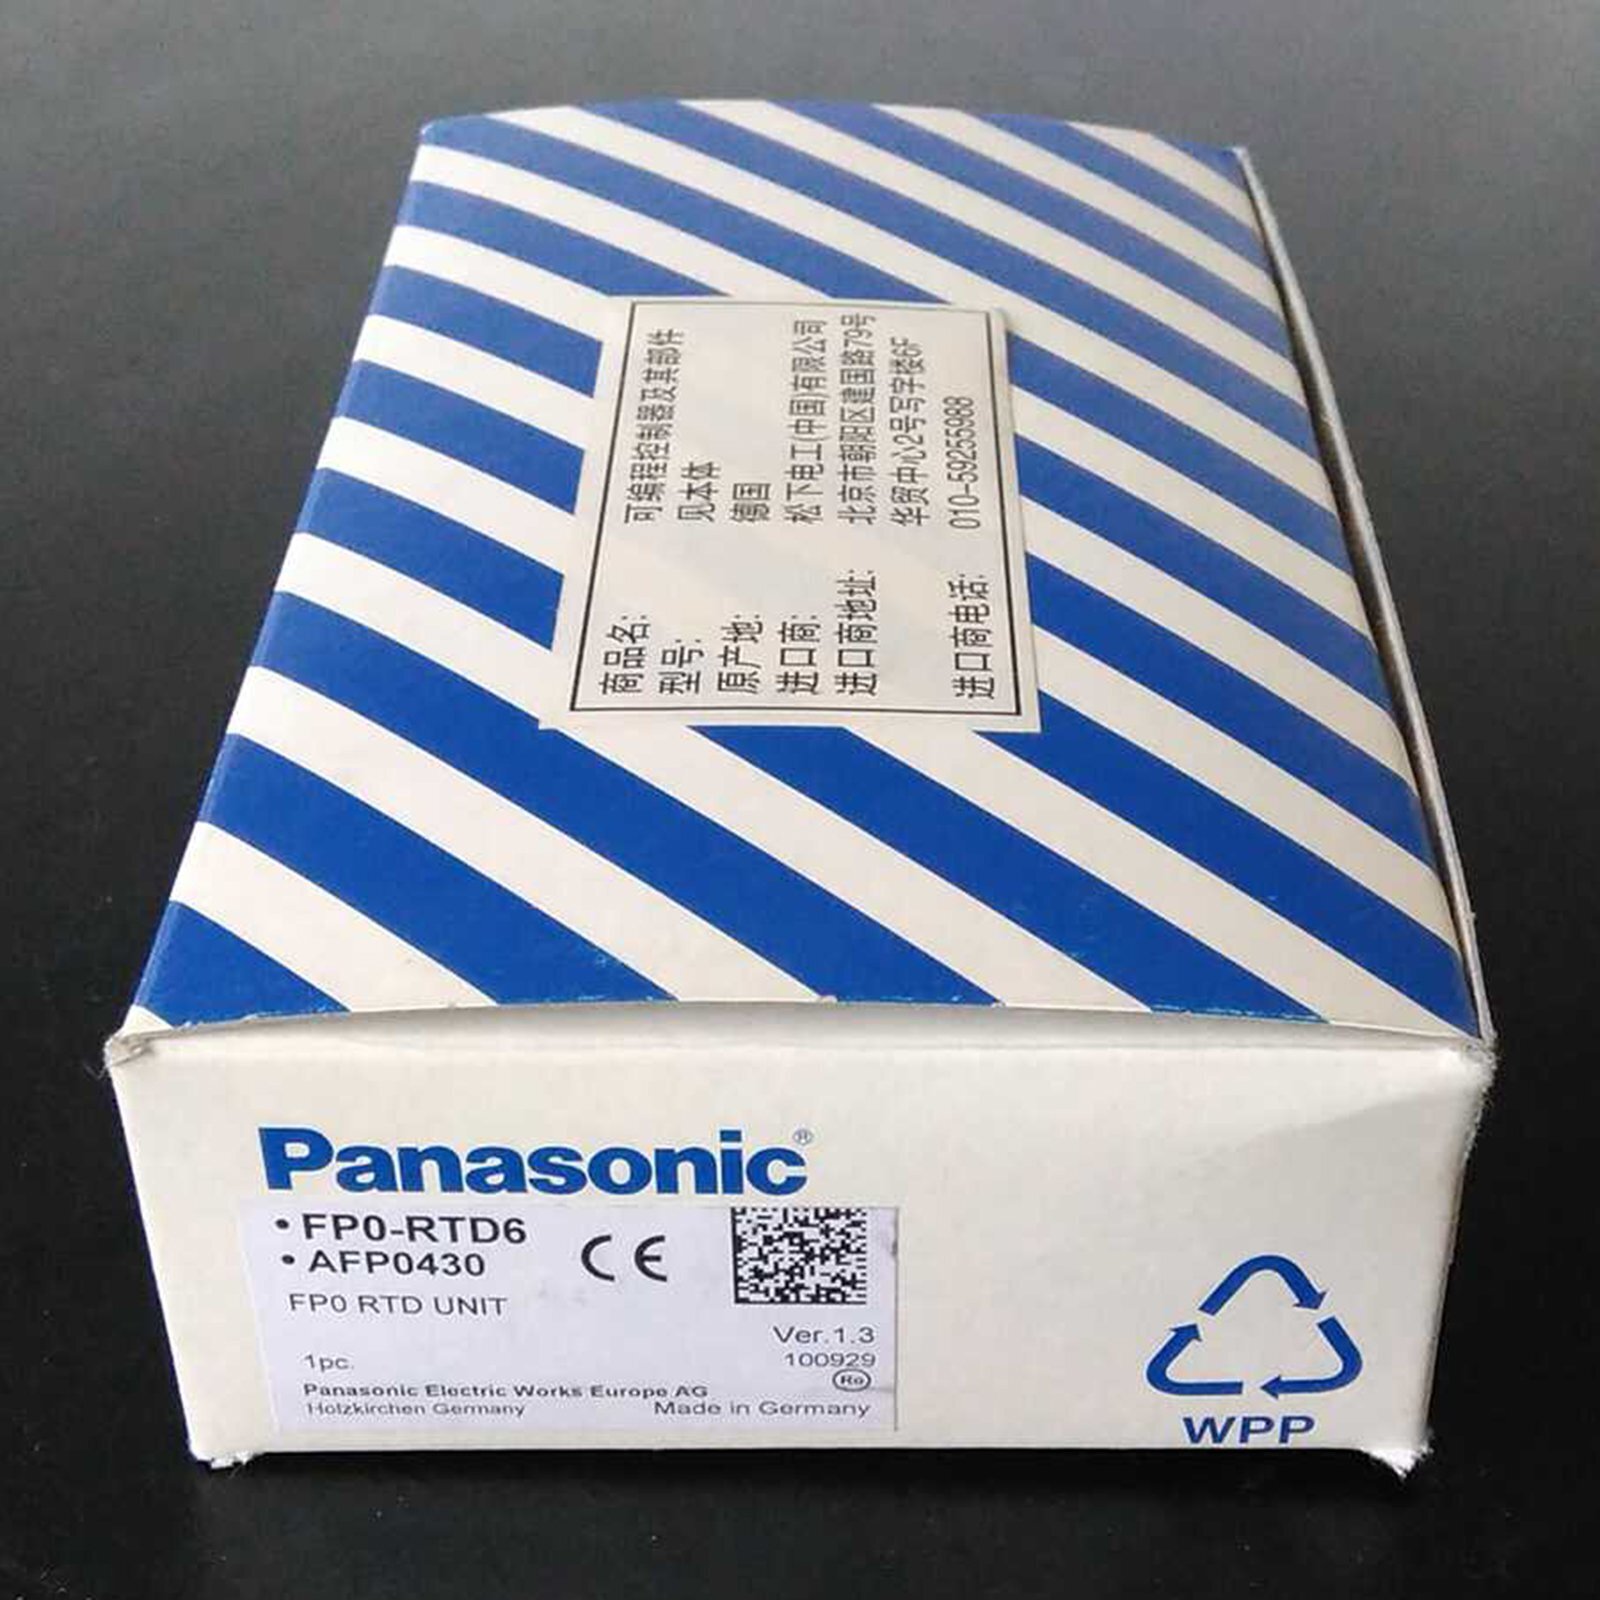 商品名: 可编程控制器及其部件
型号: 见本体
原产地: 德国
进口商: 松下电工(中国)有限公司
进口商地址: 北京市朝阳区建国路79号
华贸中心2号写字楼6F
进口商电话: 010-59255988
Panasonic®
• FP0-RTD6
• AFP0430
CE
FP0 RTD UNIT
Ver.1.3
1pc. 100929
Ro
Panasonic Electric Works Europe AG
Holzkirchen Germany Made in Germany
WPP